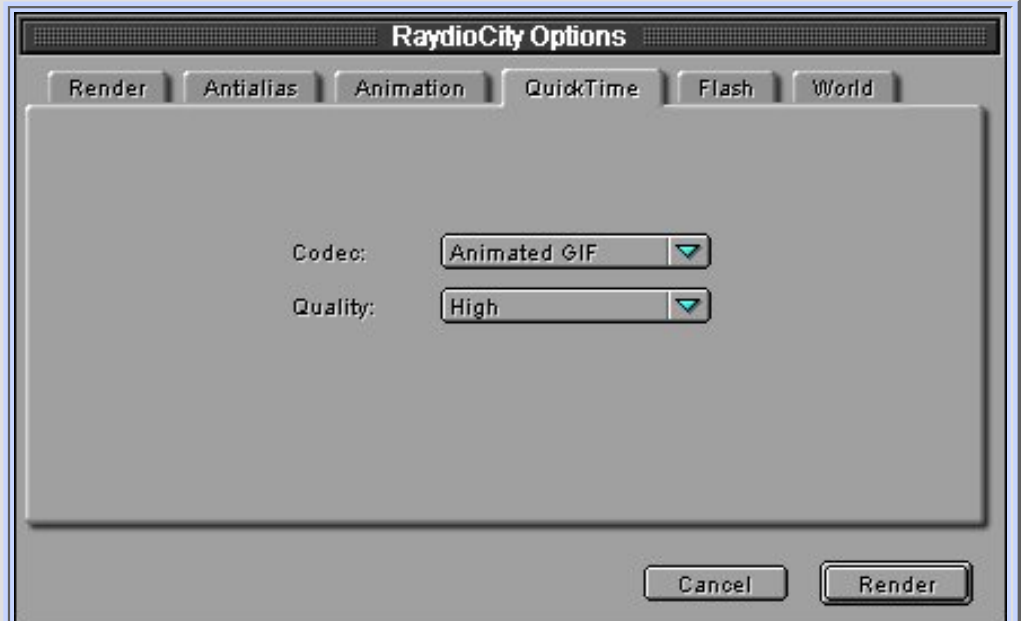 RaydioCity Options
Render Antialias Animation QuickTime Flash World
Codec: Animated GIF
Quality: High
Cancel Render